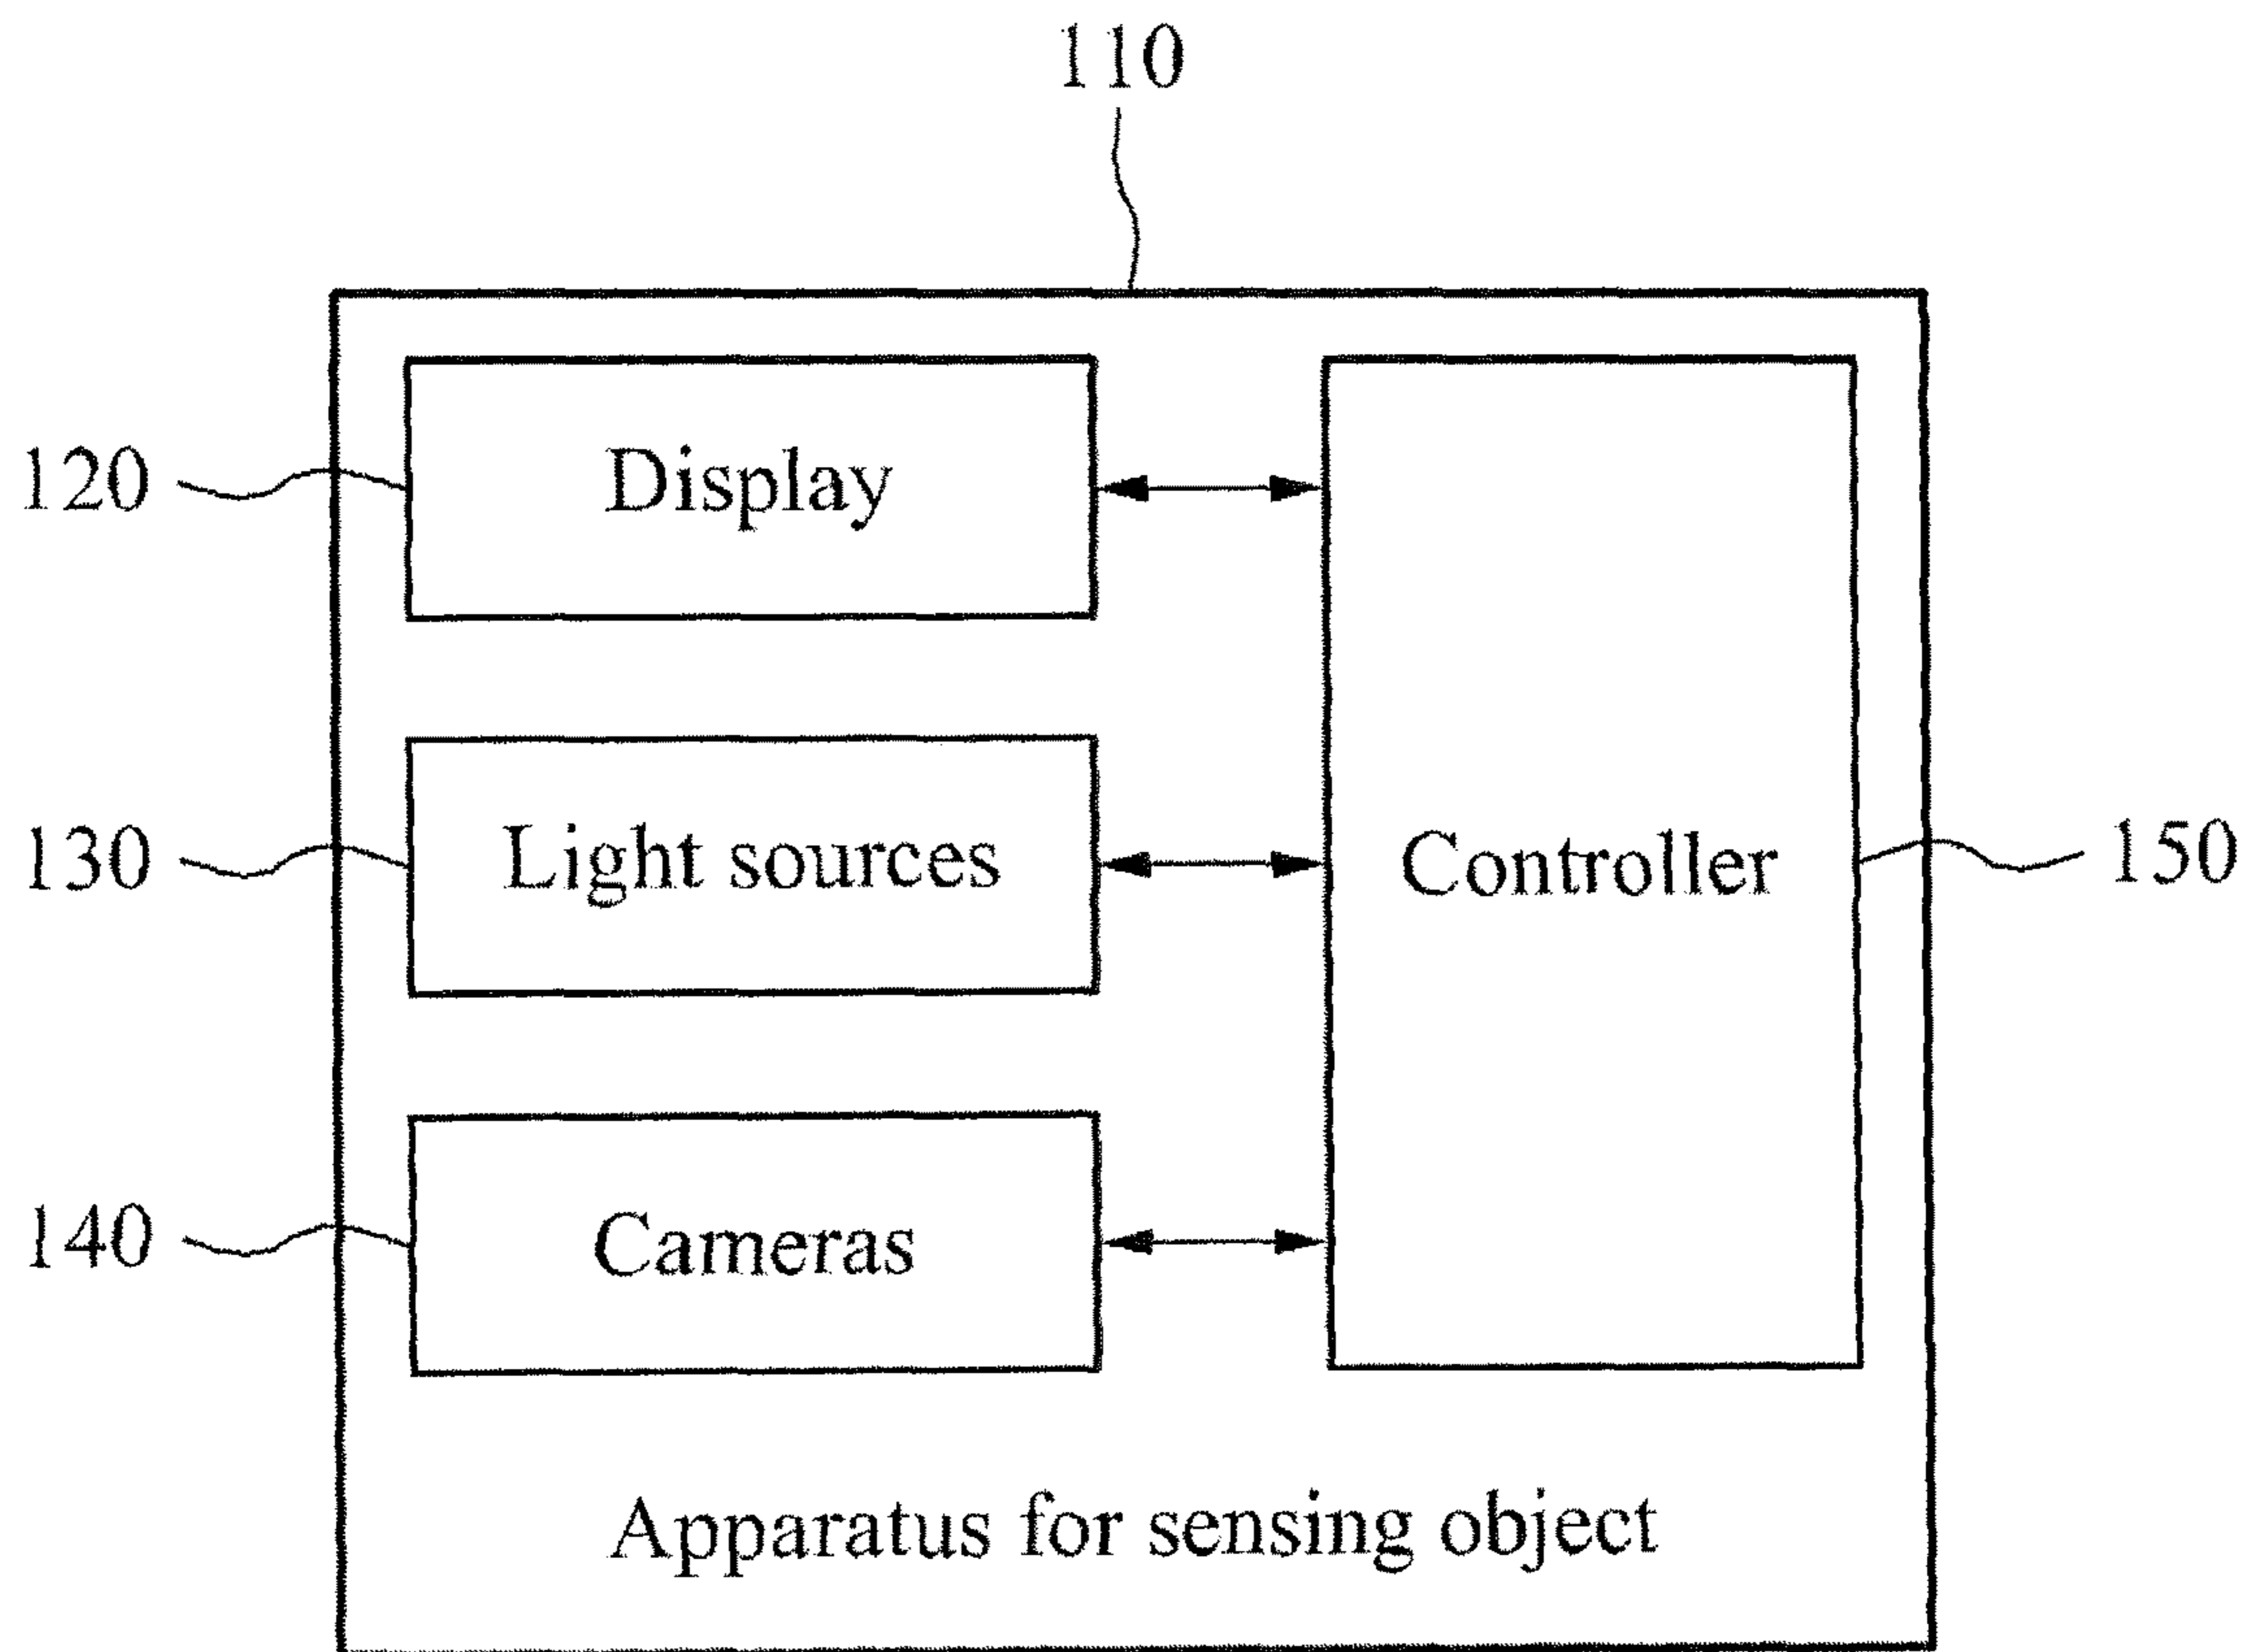 110
120
Display
130
Light sources
Controller
150
140
Cameras
Apparatus for sensing object